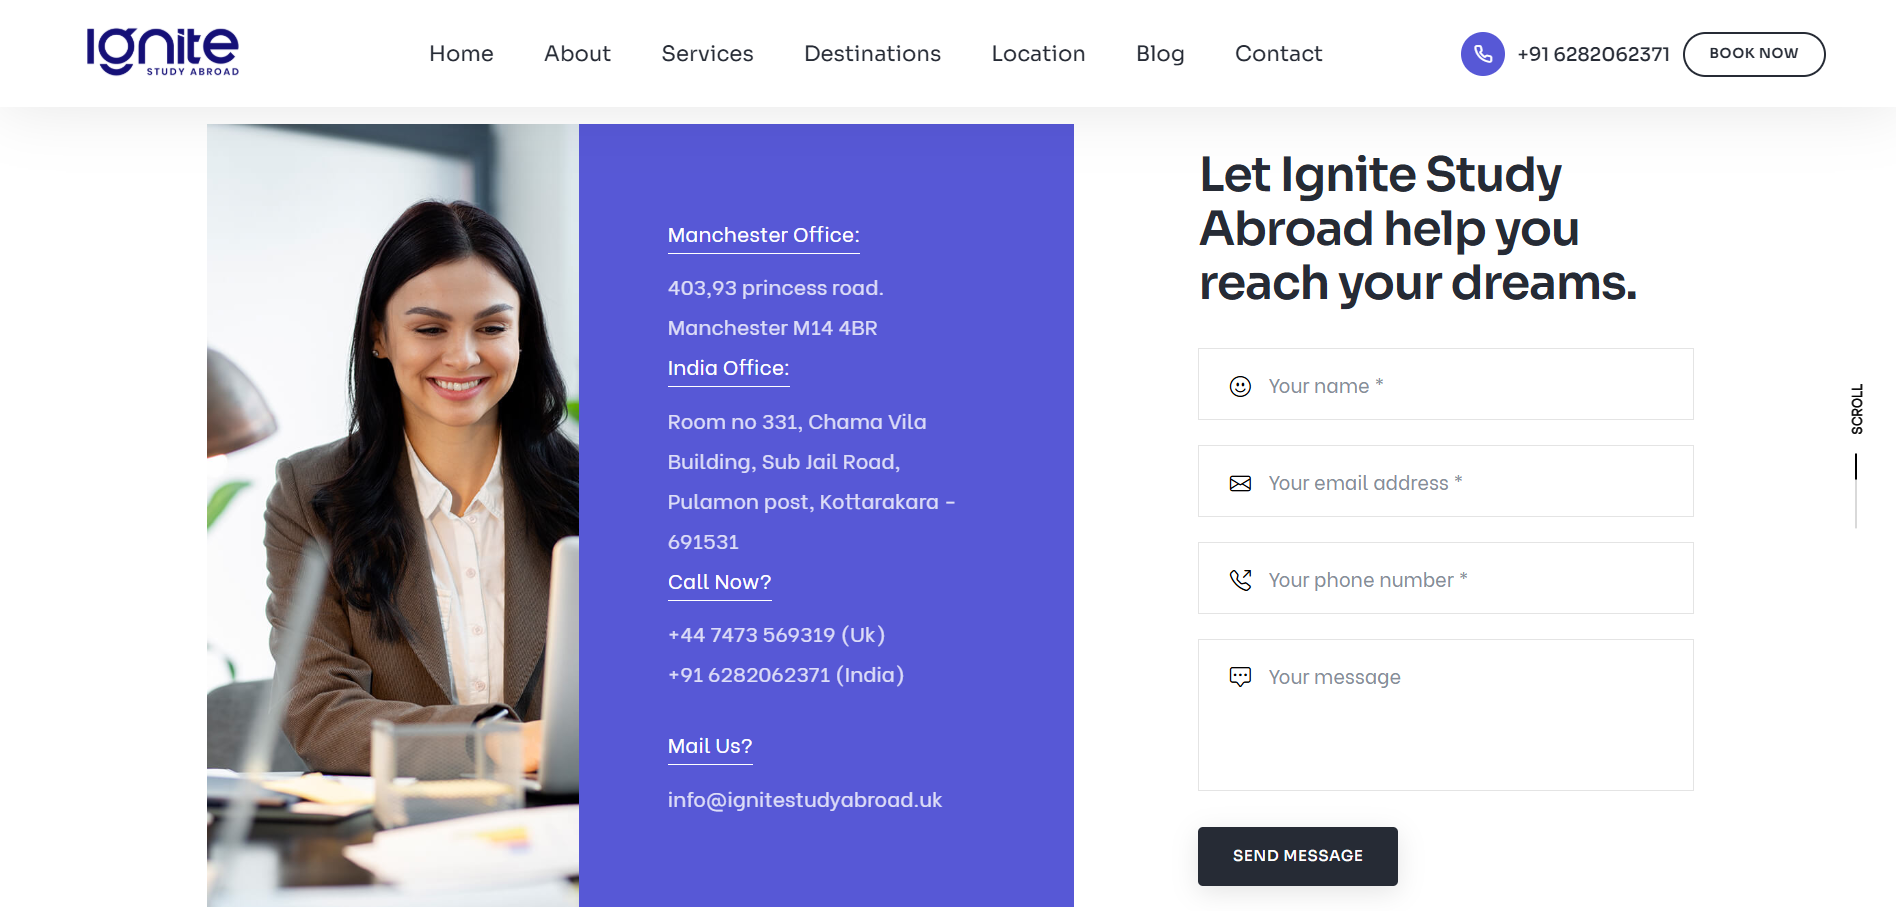 Ignite
STUDY ABROAD
Home About Services Destinations Location Blog Contact
+91 6282062371
BOOK NOW
Manchester Office:
403,93 princess road.
Manchester M14 4BR
India Office:
Room no 331, Chama Vila
Building, Sub Jail Road,
Pulamon post, Kottarakara -
691531
Call Now?
+44 7473 569319 (Uk)
+91 6282062371 (India)
Mail Us?
info@ignitestudyabroad.uk
Let Ignite Study
Abroad help you
reach your dreams.
Your name *
Your email address *
Your phone number *
Your message
SEND MESSAGE
SCROLL